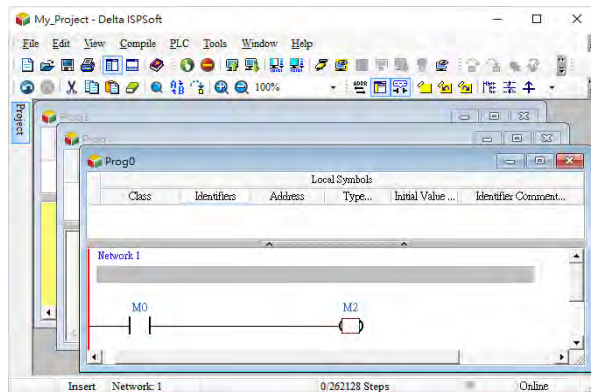 My_Project - Delta ISPSoft
File Edit View Compile PLC Tools Window Help
100%
Project
Prog0
Local Symbols
Class Identifiers Address Type... Initial Value ... Identifier Comment...
Network 1
M0 M2
Insert Network: 1 0/262128 Steps Online